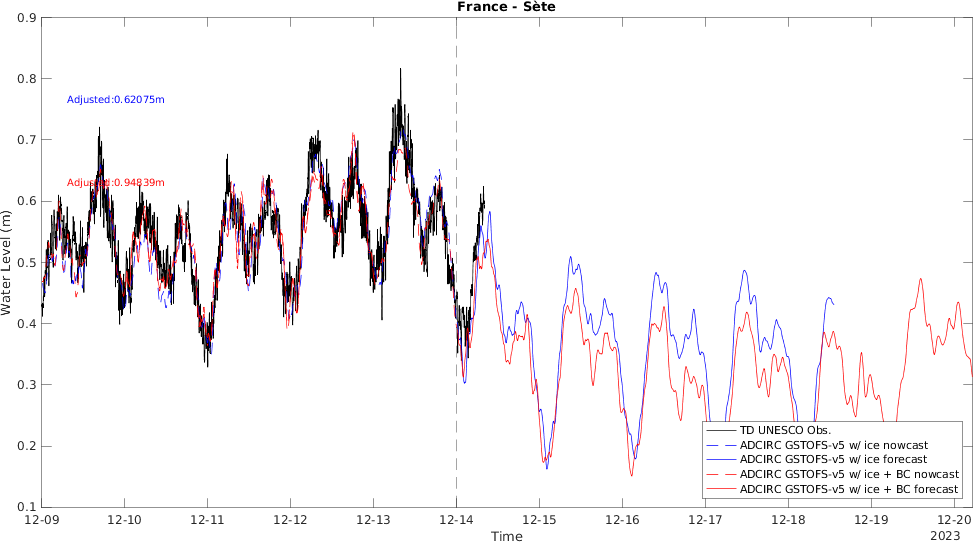 France - Sète
0.9
0.8
0.7
0.6
0.5
0.4
0.3
0.2
0.1
Water Level (m)
Adjusted:0.62075m
Adjusted:0.94839m
TD UNESCO Obs.
ADCIRC GSTOFS-v5 w/ ice nowcast
ADCIRC GSTOFS-v5 w/ ice forecast
ADCIRC GSTOFS-v5 w/ ice + BC nowcast
ADCIRC GSTOFS-v5 w/ ice + BC forecast
12-09 12-10 12-11 12-12 12-13 12-14 12-15 12-16 12-17 12-18 12-19 12-20
Time
2023